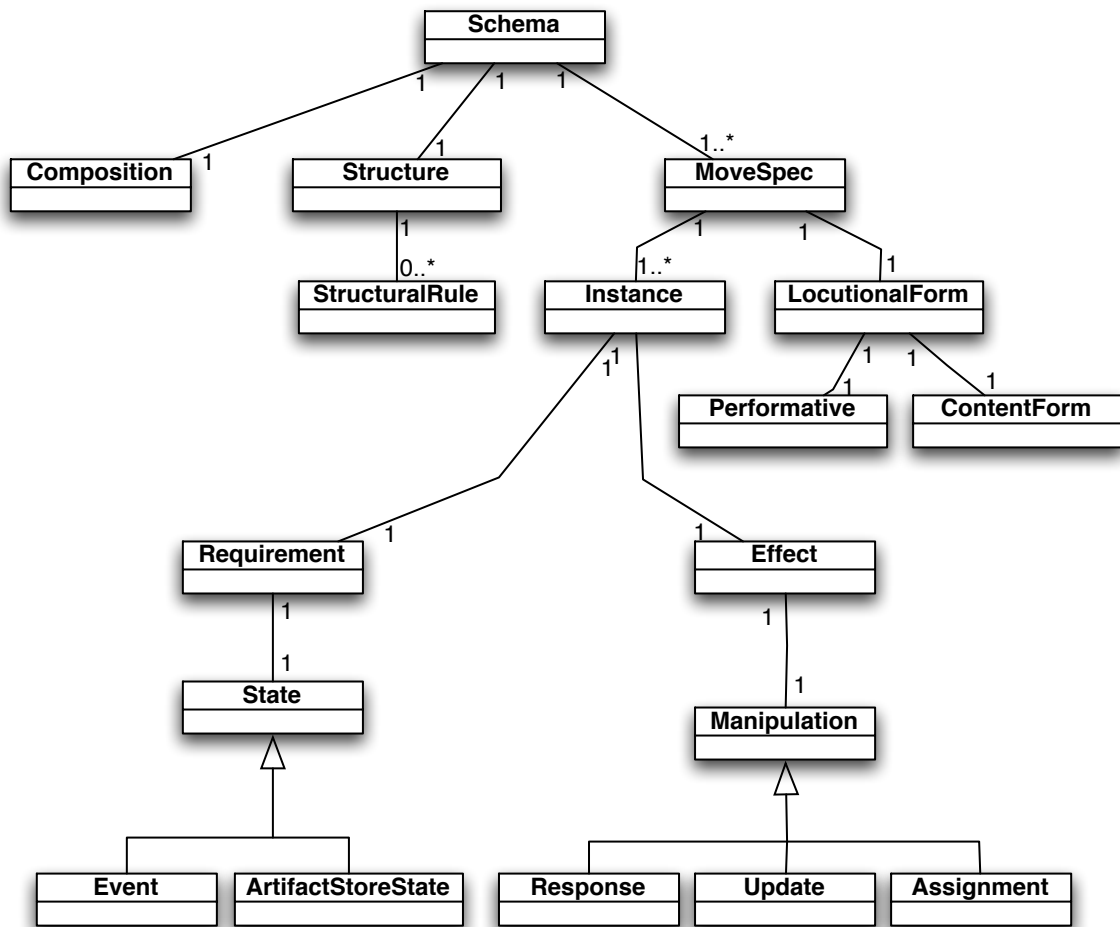 Schema
1 1 1
1 1 1..*
Composition Structure MoveSpec
1 1 1
0..* 1..* 1
StructuralRule Instance LocutionalForm
1 1 1 1
1 1
Performative ContentForm
1 1
Requirement Effect
1 1
1 1
State Manipulation
Event ArtifactStoreState Response Update Assignment